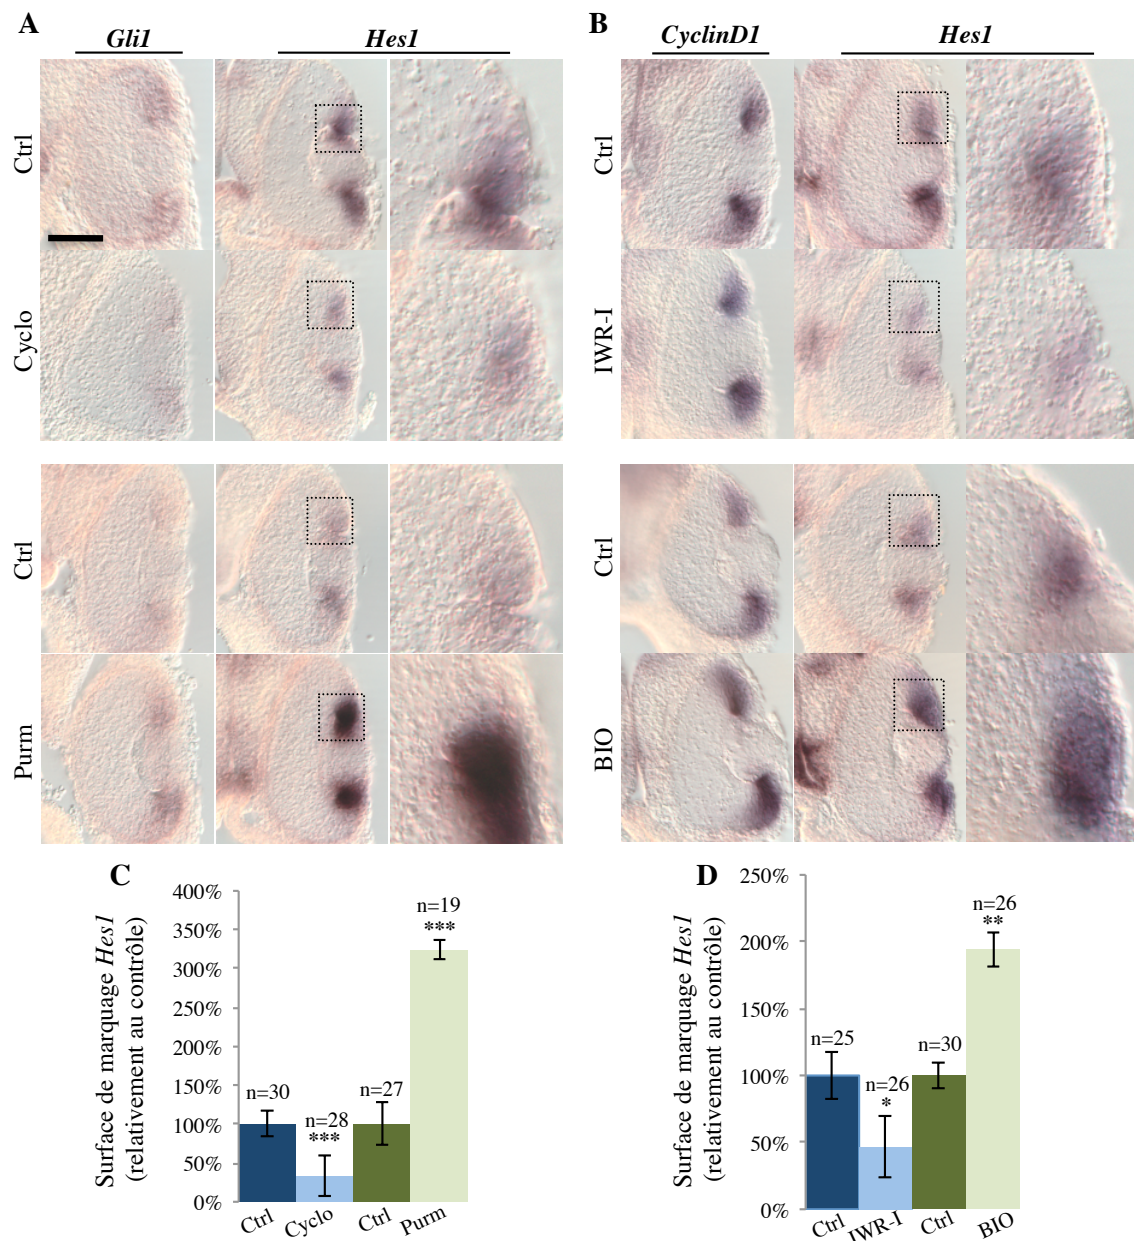 A
Gli1
Hes1
Ctrl
Cyclo
Ctrl
Purm
B
CyclinD1
Hes1
Ctrl
IWR-I
Ctrl
BIO
C
Surface de marquage Hes1
(relativement au contrôle)
400%
350%
300%
250%
200%
150%
100%
50%
0%
n=30
n=28
***
n=27
n=19
***
Ctrl
Cyclo
Ctrl
Purm
D
Surface de marquage Hes1
(relativement au contrôle)
250%
200%
150%
100%
50%
0%
n=25
n=26
*
n=30
n=26
**
Ctrl
IWR-I
Ctrl
BIO